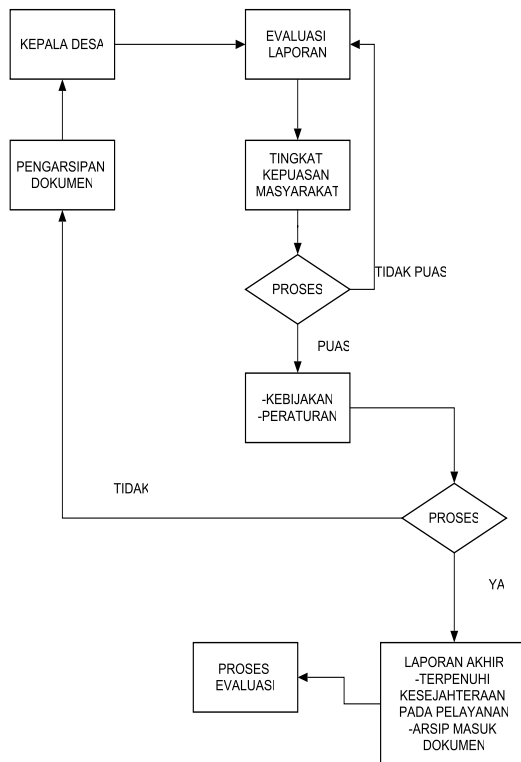 KEPALA DESA
EVALUASI
LAPORAN
PENGARSIPAN
DOKUMEN
TINGKAT
KEPUASAN
MASYARAKAT
PROSES
TIDAK PUAS
PUAS
-KEBIJAKAN
-PERATURAN
TIDAK
PROSES
YA
PROSES
EVALUASI
LAPORAN AKHIR
-TERPENUHI
KESEJAHTERAAN
PADA PELAYANAN
-ARSIP MASUK
DOKUMEN